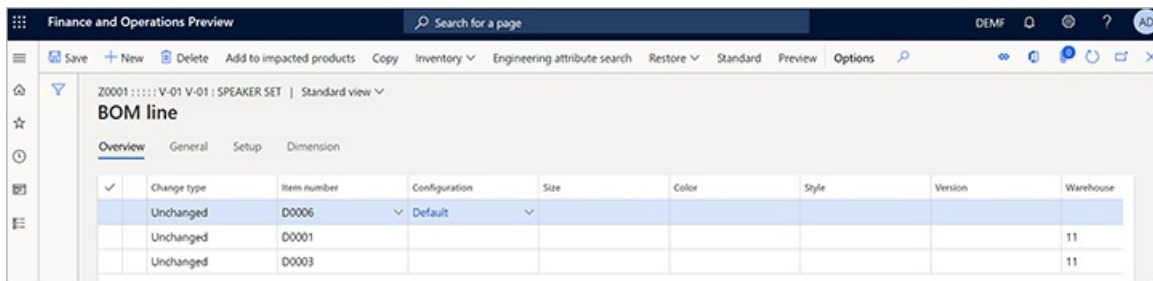 Finance and Operations Preview Search for a page DEMF ? AD
Save + New Delete Add to impacted products Copy Inventory Engineering attribute search Restore Standard Preview Options
Z0001 : : : : : V-01 V-01 : SPEAKER SET | Standard view
BOM line
Overview General Setup Dimension
Change type Item number Configuration Size Color Style Version Warehouse
Unchanged D0006 Default
Unchanged D0001 11
Unchanged D0003 11